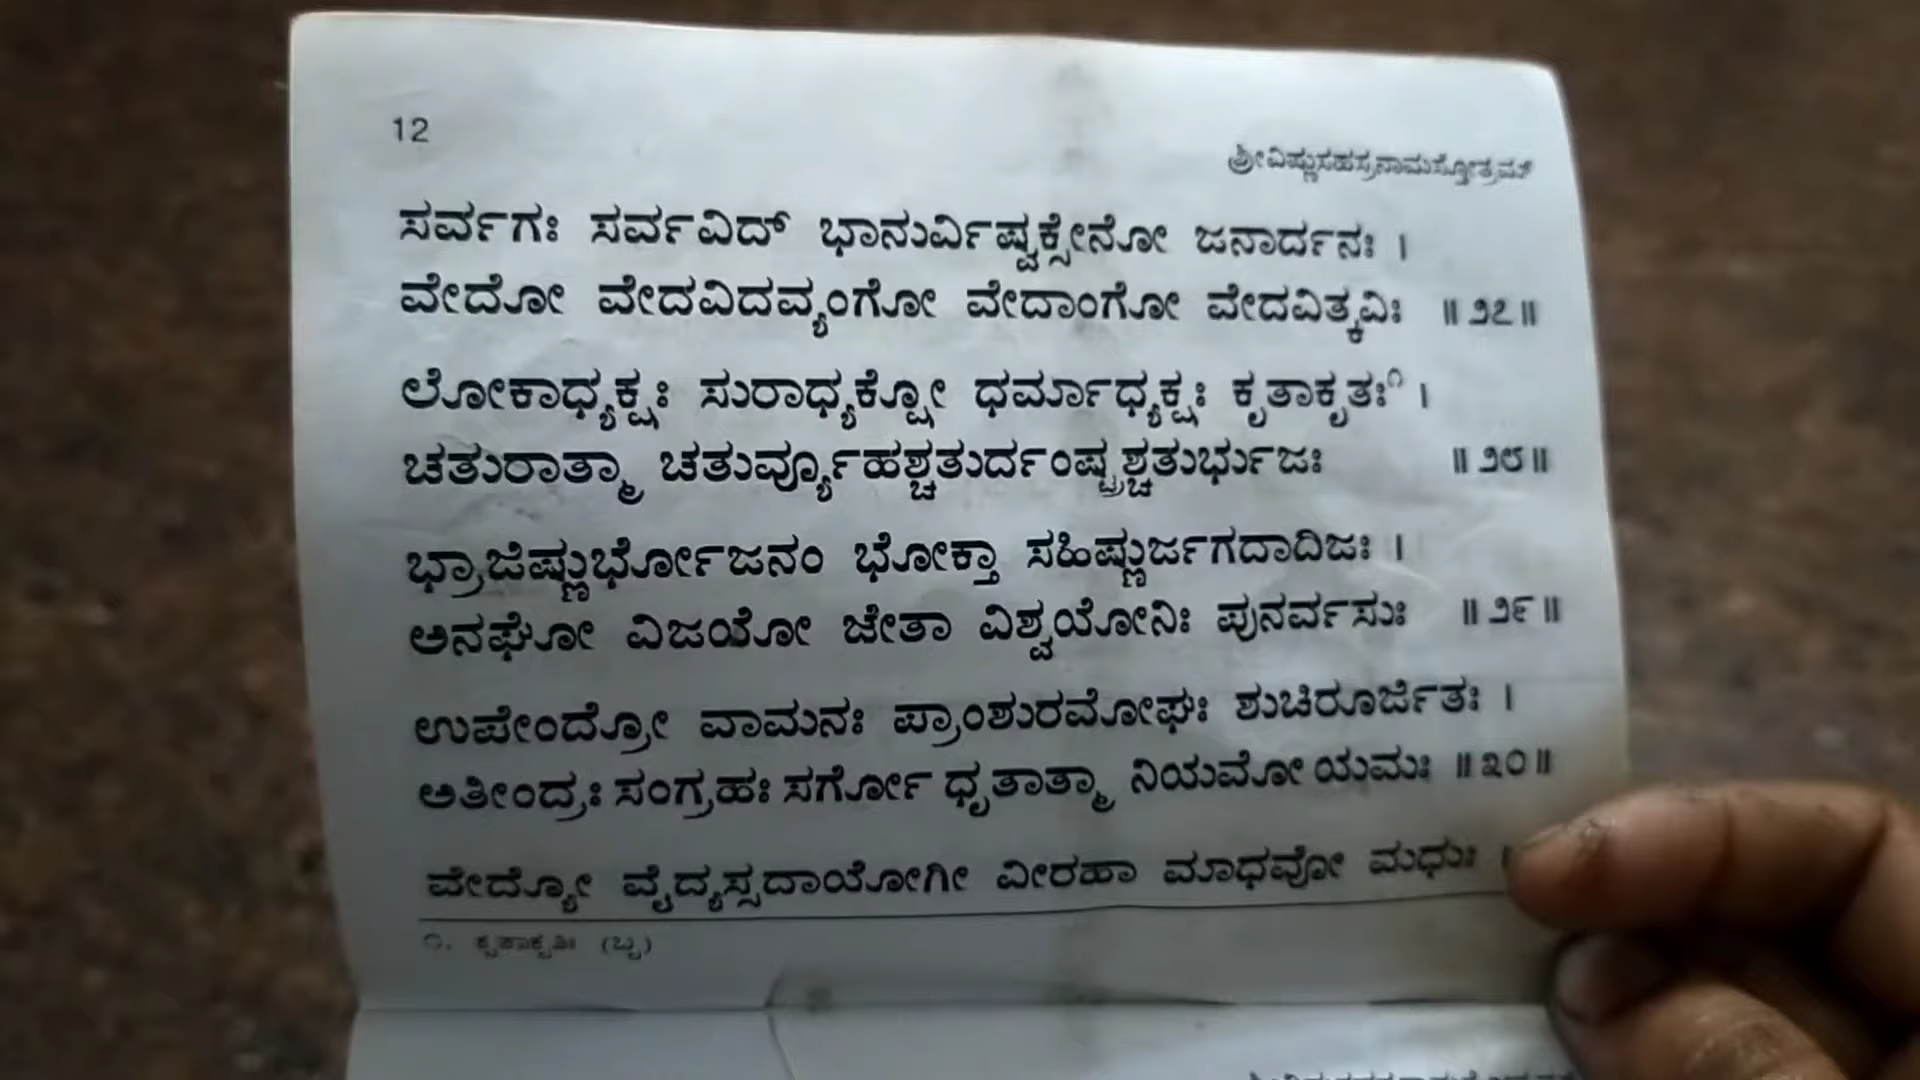 12
ಶ್ರೀವಿಷ್ಣುಸಹಸ್ರನಾಮಸ್ತೋತ್ರಮ್
ಸರ್ವಗಃ ಸರ್ವವಿದ್ ಭಾನುರ್ವಿಷ್ವಕ್ಸೇನೋ ಜನಾರ್ದನಃ ।
ವೇದೋ ವೇದವಿದವ್ಯಂಗೋ ವೇದಾಂಗೋ ವೇದವಿತ್ಕವಿಃ ॥ ೨೭ ॥
ಲೋಕಾಧ್ಯಕ್ಷಃ ಸುರಾಧ್ಯಕ್ಷೋ ಧರ್ಮಾಧ್ಯಕ್ಷಃ ಕೃತಾಕೃತಃ೧ ।
ಚತುರಾತ್ಮಾ ಚತುರ್ವ್ಯೂಹಶ್ಚತುರ್ದಂಷ್ಟ್ರಶ್ಚತುರ್ಭುಜಃ ॥ ೨೮ ॥
ಭ್ರಾಜಿಷ್ಣುರ್ಭೋಜನಂ ಭೋಕ್ತಾ ಸಹಿಷ್ಣುರ್ಜಗದಾದಿಜಃ ।
ಅನಘೋ ವಿಜಯೋ ಜೇತಾ ವಿಶ್ವಯೋನಿಃ ಪುನರ್ವಸುಃ ॥ ೨೯ ॥
ಉಪೇಂದ್ರೋ ವಾಮನಃ ಪ್ರಾಂಶುರಮೋಘಃ ಶುಚಿರೂರ್ಜಿತಃ ।
ಅತೀಂದ್ರಃ ಸಂಗ್ರಹಃ ಸರ್ಗೋ ಧೃತಾತ್ಮಾ ನಿಯಮೋ ಯಮಃ ॥ ೩೦ ॥
ವೇದ್ಯೋ ವೈದ್ಯಸ್ಸದಾಯೋಗೀ ವೀರಹಾ ಮಾಧವೋ ಮಧುಃ ।
೧. ಕೃತಾಕೃತಿಃ (ಬೃ)